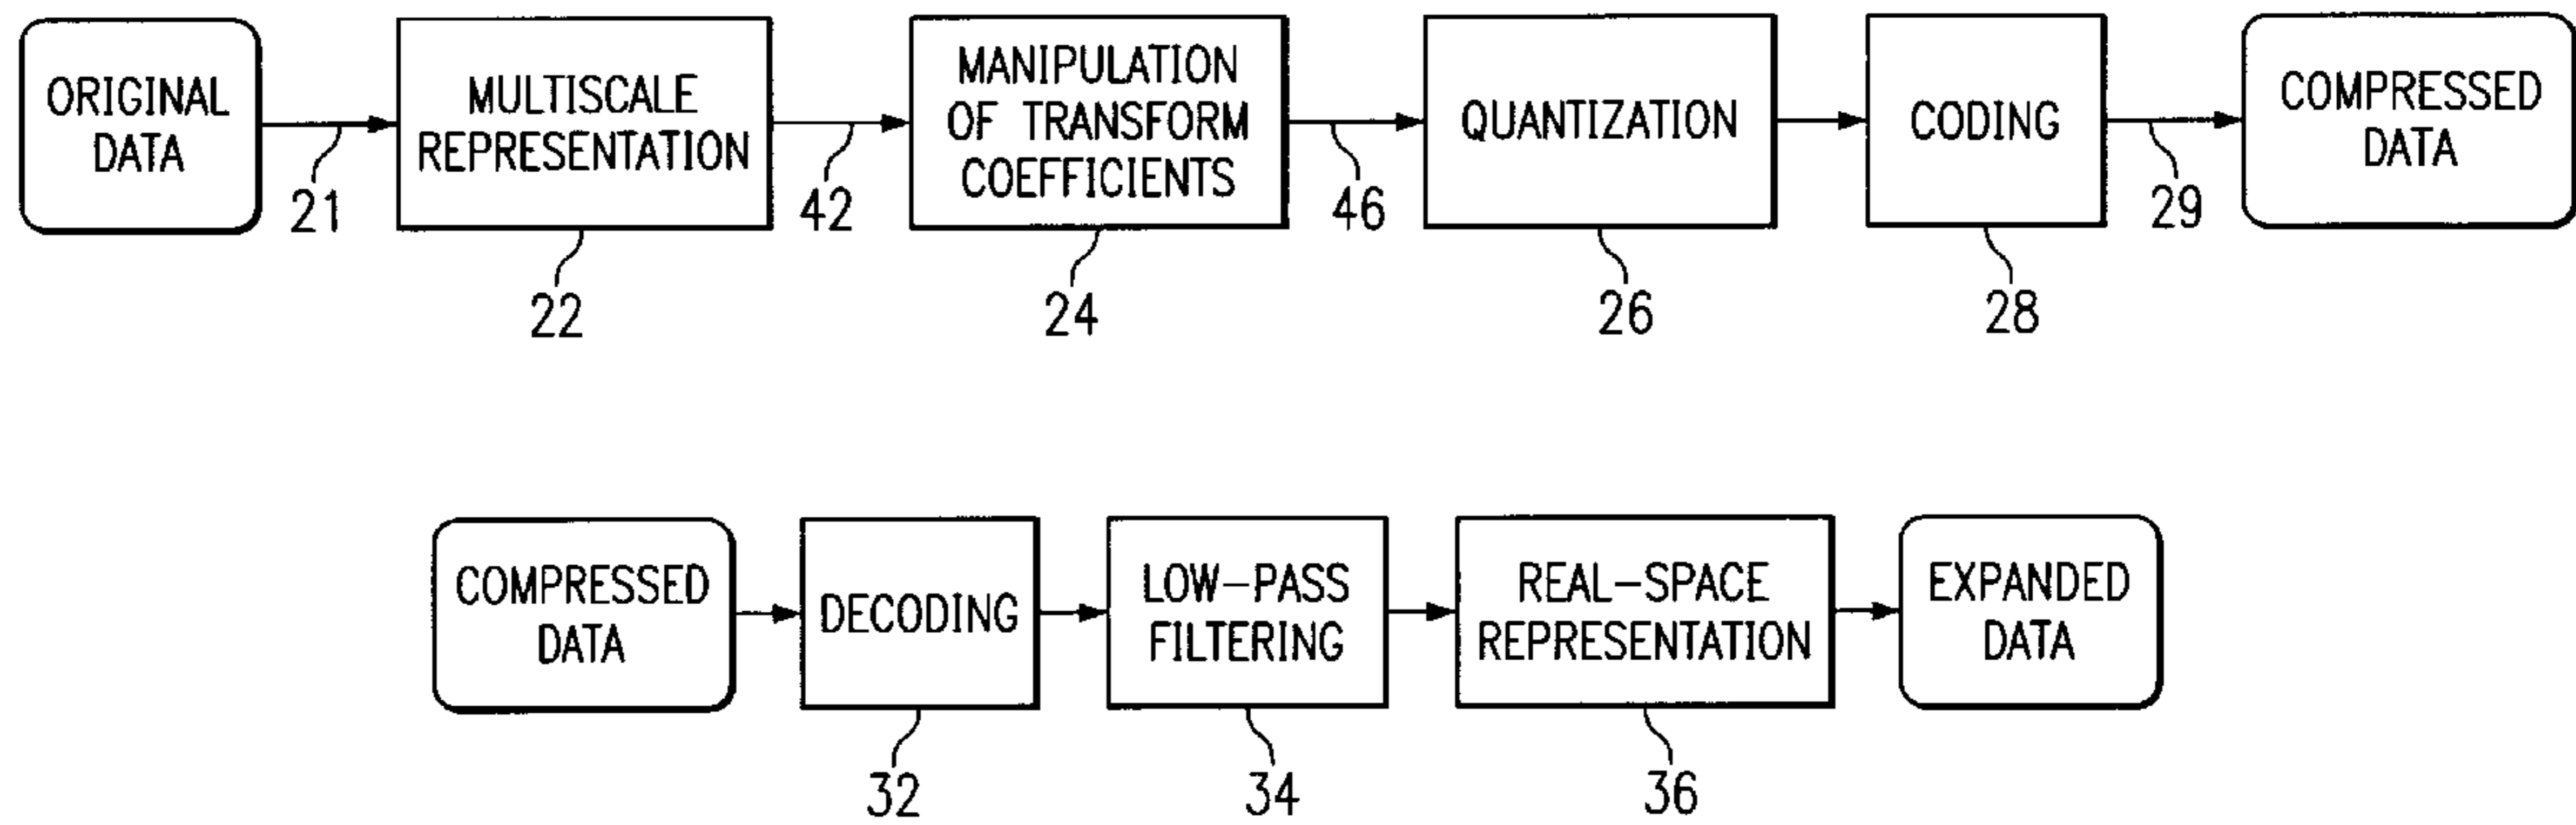 ORIGINAL
DATA
MULTISCALE
REPRESENTATION
MANIPULATION
OF TRANSFORM
COEFFICIENTS
QUANTIZATION
CODING
COMPRESSED
DATA
21
42
46
29
22
24
26
28
COMPRESSED
DATA
DECODING
LOW-PASS
FILTERING
REAL-SPACE
REPRESENTATION
EXPANDED
DATA
32
34
36